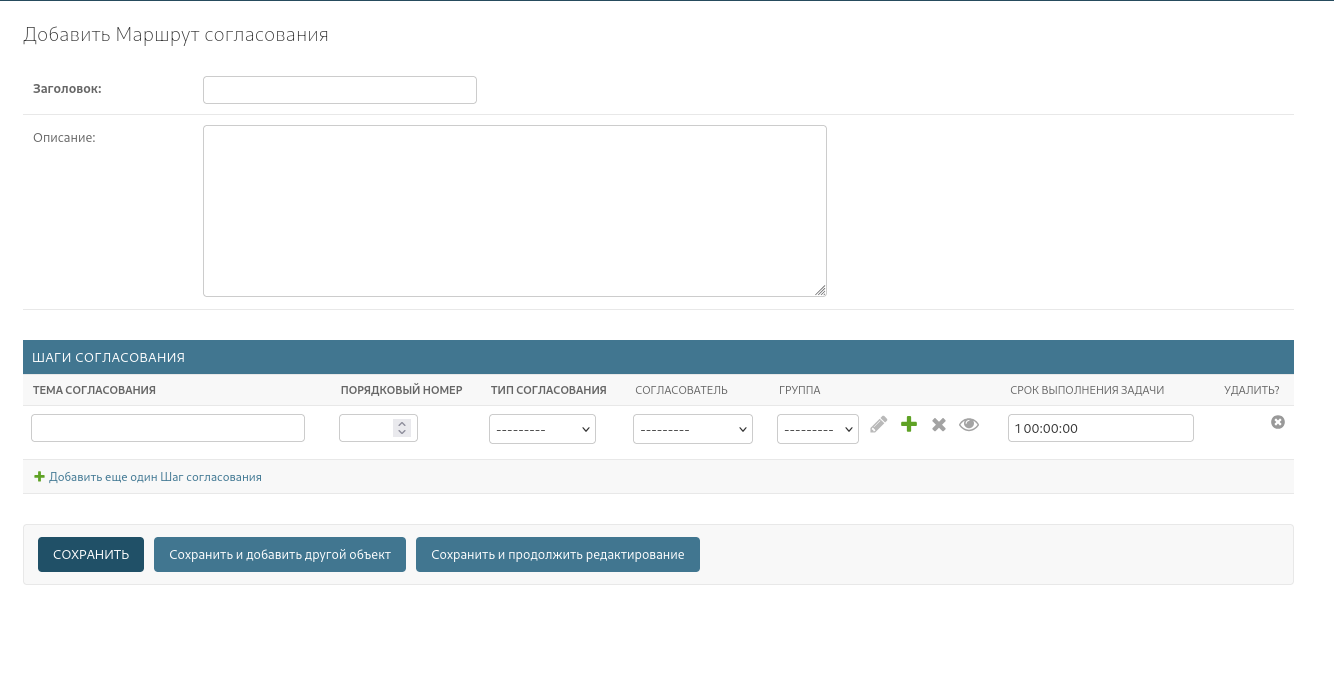 Добавить Маршрут согласования
Заголовок:
Описание:
ШАГИ СОГЛАСОВАНИЯ
ТЕМА СОГЛАСОВАНИЯ ПОРЯДКОВЫЙ НОМЕР ТИП СОГЛАСОВАНИЯ СОГЛАСОВАТЕЛЬ ГРУППА СРОК ВЫПОЛНЕНИЯ ЗАДАЧИ УДАЛИТЬ?
--------- --------- --------- 1 00:00:00
Добавить еще один Шаг согласования
СОХРАНИТЬ Сохранить и добавить другой объект Сохранить и продолжить редактирование